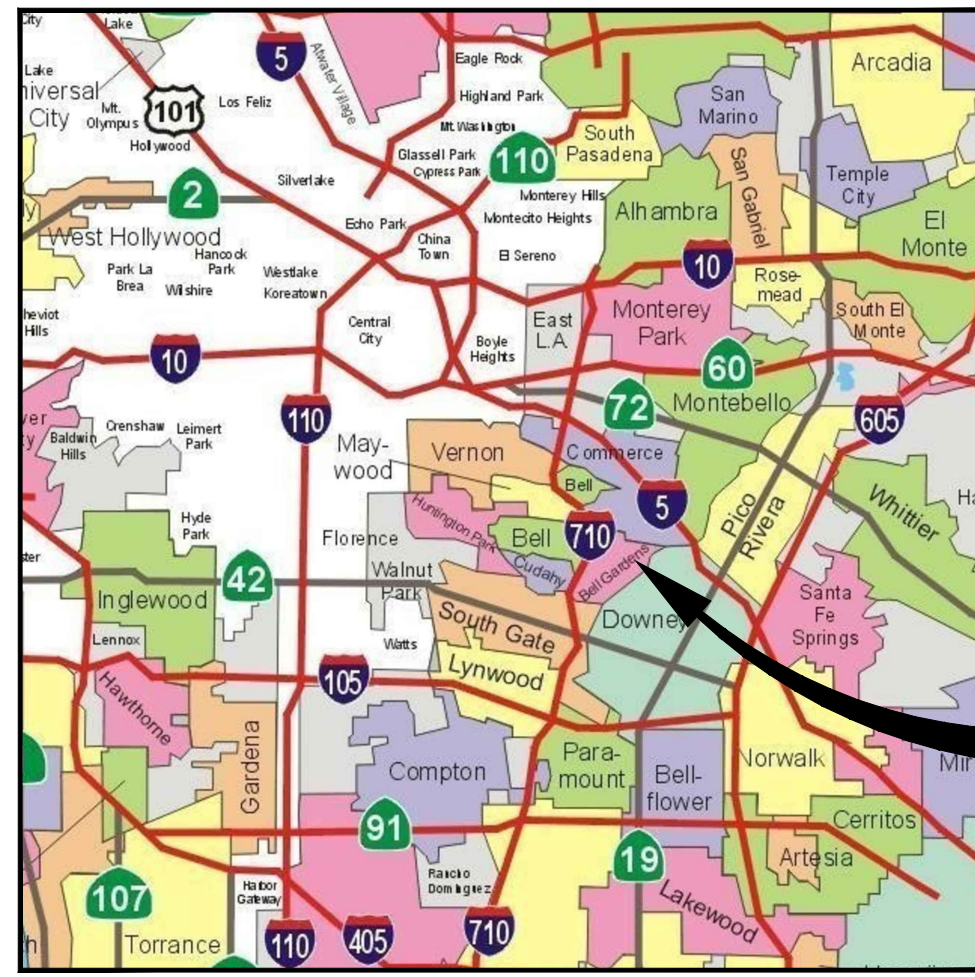 City
Lake
Eagle Rock
Arcadia
5
Atwater Village
Lake
101
Los Feliz
Highland Park
San
Marino
City
Mt.
Olympus
Hollywood
Mt. Washington
110
South
Pasadena
Glassell Park
Cypress Park
San Gabriel
Temple
City
2
Silverlake
Monterey Hills
Alhambra
El
Monte
West Hollywood
Echo Park
Montecito Heights
China
Town
El Sereno
Hancock
Park
Park La
Brea
Wilshire
Westlake
Koreatown
10
Rose-
mead
Hills
Central
City
East
L.A.
Monterey
Park
South El
Monte
10
Boyle
Heights
60
110
72
Montebello
605
Baldwin
Hills
Crenshaw
Leimert
Park
May-
wood
Vernon
Commerce
Bell
5
Pico
Rivera
Whittier
Hyde
Park
Florence
Huntington Park
Bell
710
Cudahy
Bell Gardens
42
Walnut
Park
Inglewood
South Gate
Downey
Santa
Fe
Springs
Lennox
Watts
Lynwood
105
Hawthorne
Gardena
Compton
Para-
mount
Bell-
flower
Norwalk
91
Cerritos
19
Artesia
107
Harbor
Gateway
Rancho
Dominguez
Lakewood
Torrance
110
405
710